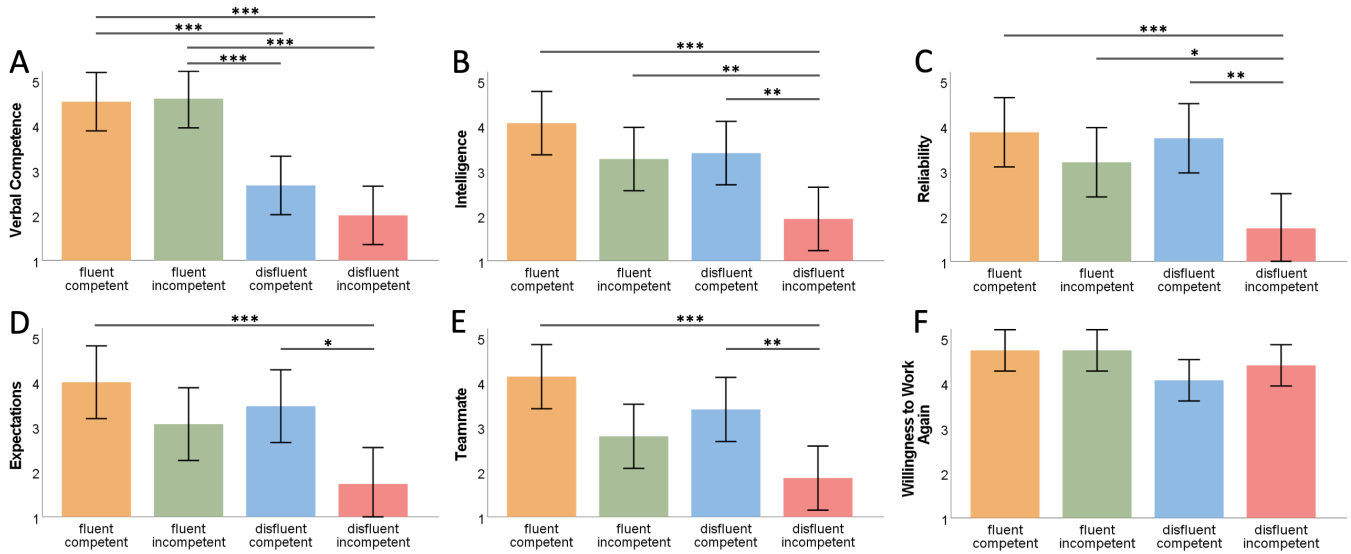 A
***
***
***
***
Verbal Competence
5
4
3
2
1
fluent competent
fluent incompetent
disfluent competent
disfluent incompetent
B
***
**
**
Intelligence
5
4
3
2
1
fluent competent
fluent incompetent
disfluent competent
disfluent incompetent
C
***
*
**
Reliability
5
4
3
2
1
fluent competent
fluent incompetent
disfluent competent
disfluent incompetent
D
***
*
Expectations
5
4
3
2
1
fluent competent
fluent incompetent
disfluent competent
disfluent incompetent
E
***
**
Teammate
5
4
3
2
1
fluent competent
fluent incompetent
disfluent competent
disfluent incompetent
F
Willingness to Work
Again
5
4
3
2
1
fluent competent
fluent incompetent
disfluent competent
disfluent incompetent